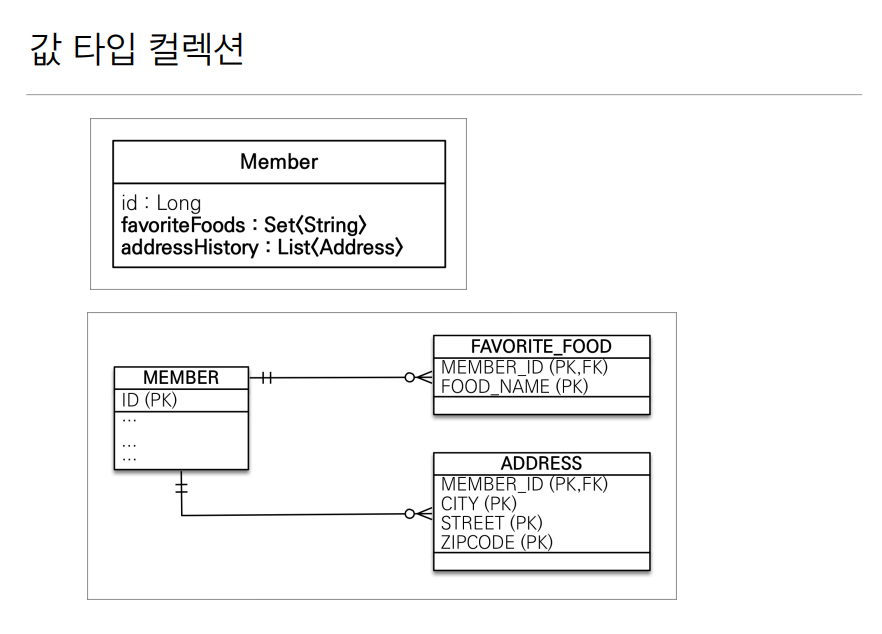 값 타입 컬렉션
Member
id : Long
favoriteFoods : Set<String>
addressHistory : List<Address>
MEMBER
ID (PK)
...
...
...
FAVORITE_FOOD
MEMBER_ID (PK,FK)
FOOD_NAME (PK)
ADDRESS
MEMBER_ID (PK,FK)
CITY (PK)
STREET (PK)
ZIPCODE (PK)